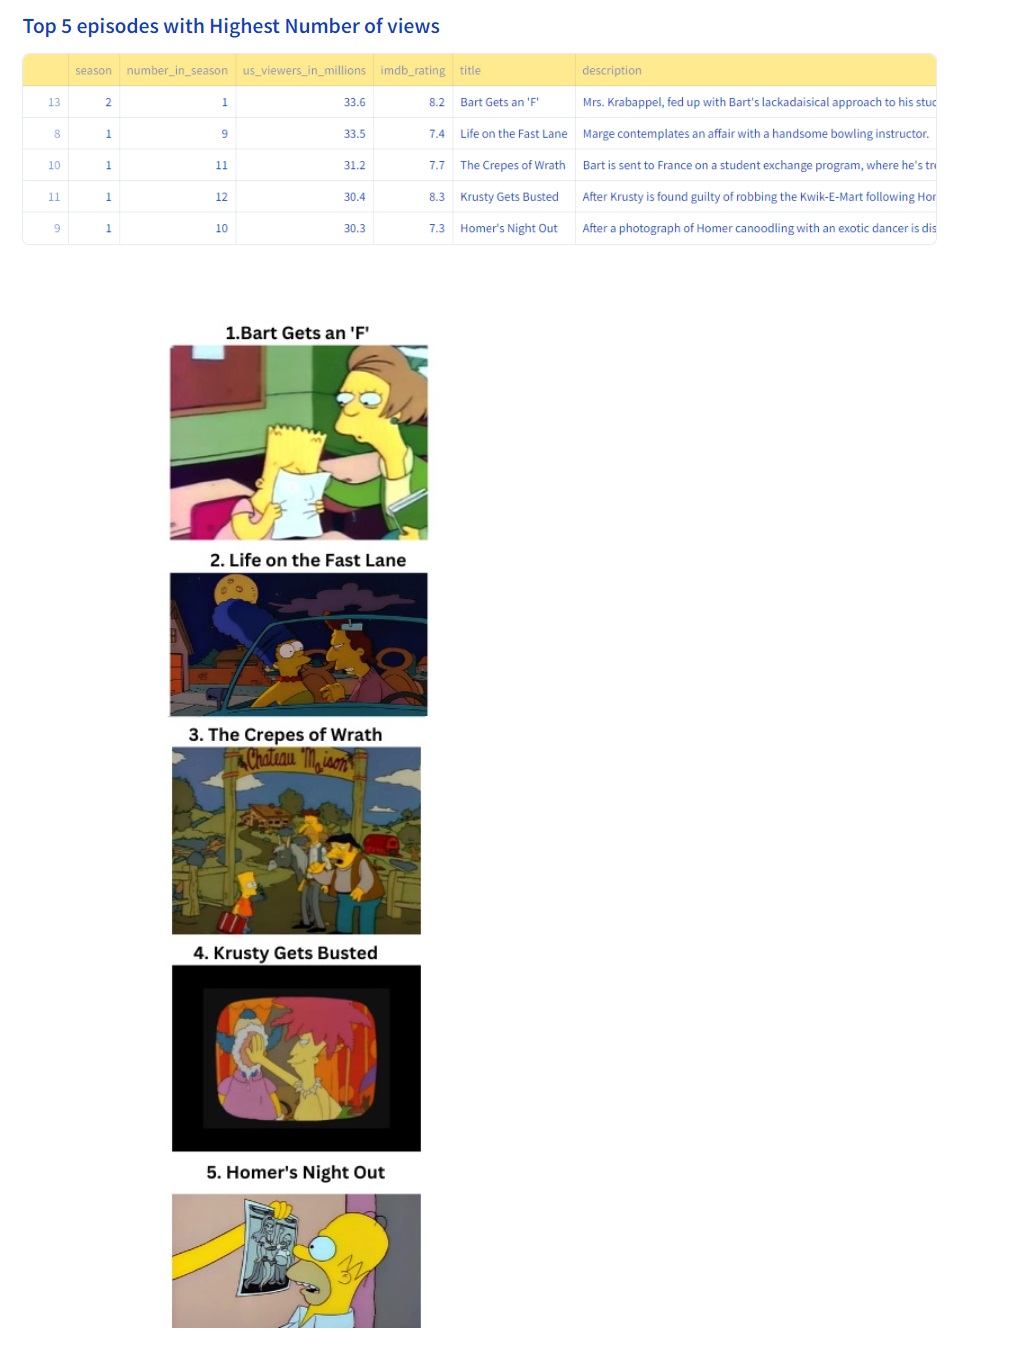 Top 5 episodes with Highest Number of views
season number_in_season us_viewers_in_millions imdb_rating title description
13 2 1 33.6 8.2 Bart Gets an 'F' Mrs. Krabappel, fed up with Bart's lackadaisical approach to his stud
8 1 9 33.5 7.4 Life on the Fast Lane Marge contemplates an affair with a handsome bowling instructor.
10 1 11 31.2 7.7 The Crepes of Wrath Bart is sent to France on a student exchange program, where he's tre
11 1 12 30.4 8.3 Krusty Gets Busted After Krusty is found guilty of robbing the Kwik-E-Mart following Hom
9 1 10 30.3 7.3 Homer's Night Out After a photograph of Homer canoodling with an exotic dancer is dis
1.Bart Gets an 'F'
2. Life on the Fast Lane
3. The Crepes of Wrath
Chateau Maison
4. Krusty Gets Busted
5. Homer's Night Out